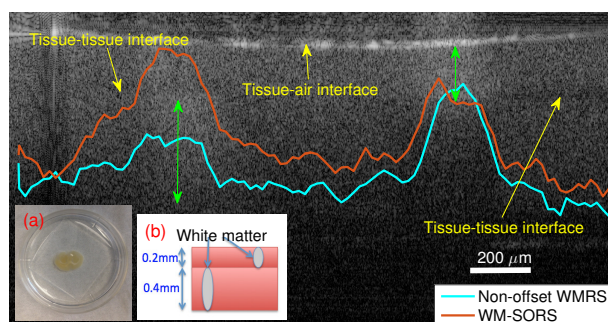 Tissue-tissue
interface
Tissue-air
interface
Tissue-tissue
interface
(a)
(b)
White matter
0.2mm
0.4mm
200 μm
Non-offset WMRS
WM-SORS